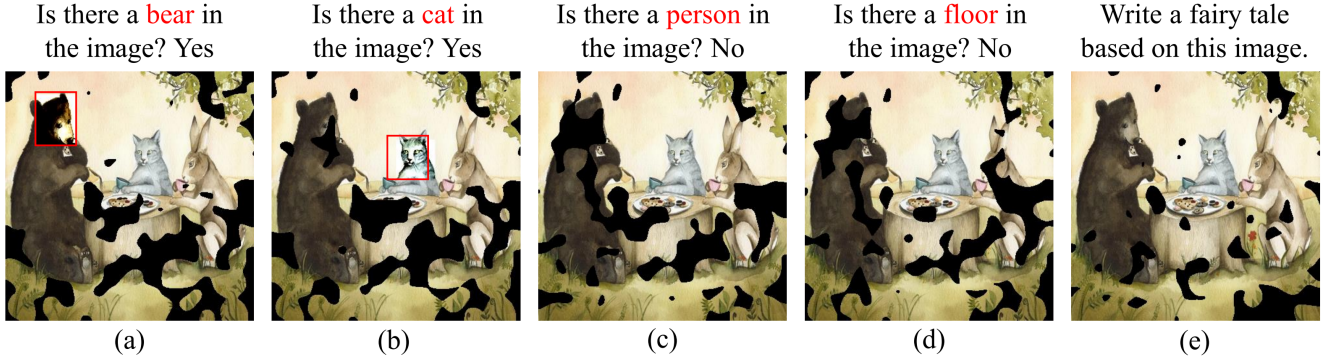 Is there a bear in
the image? Yes
Is there a cat in
the image? Yes
Is there a person in
the image? No
Is there a floor in
the image? No
Write a fairy tale
based on this image.
(a)
(b)
(c)
(d)
(e)